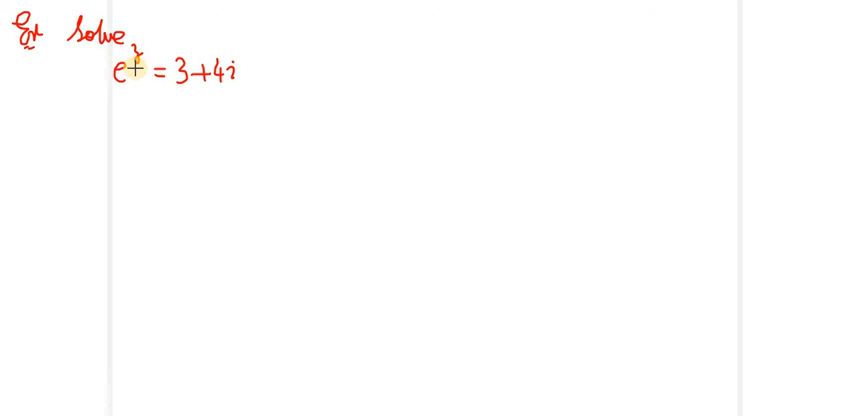 Ex Solve
e^z = 3+4i